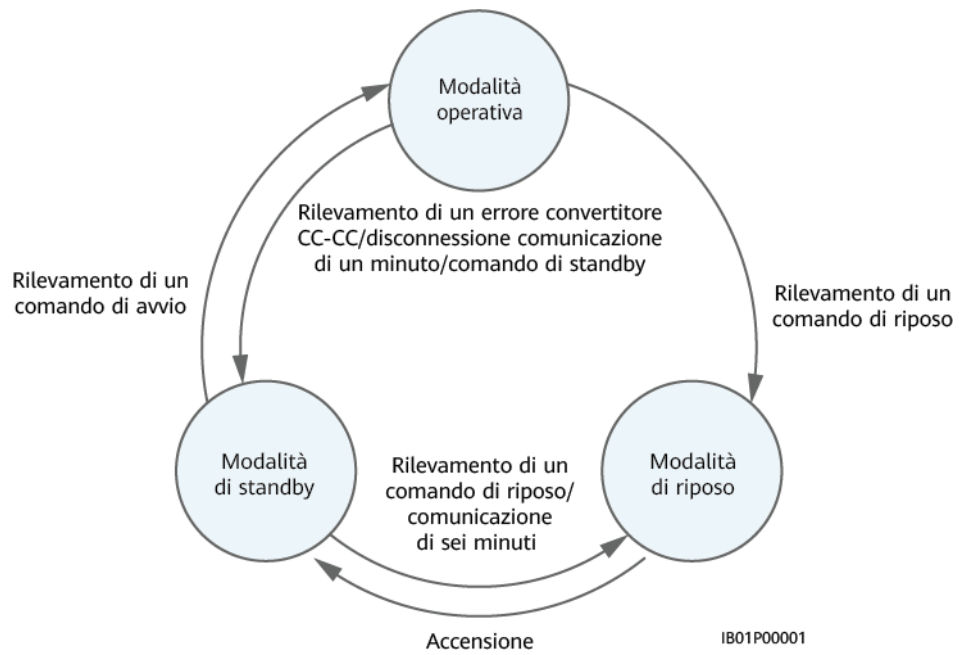 Modalità
operativa
Rilevamento di un errore convertitore
CC-CC/disconnessione comunicazione
di un minuto/comando di standby
Rilevamento di un
comando di avvio
Rilevamento di un
comando di riposo
Modalità
di standby
Rilevamento di un
comando di riposo/
comunicazione
di sei minuti
Modalità
di riposo
Accensione
IB01P00001